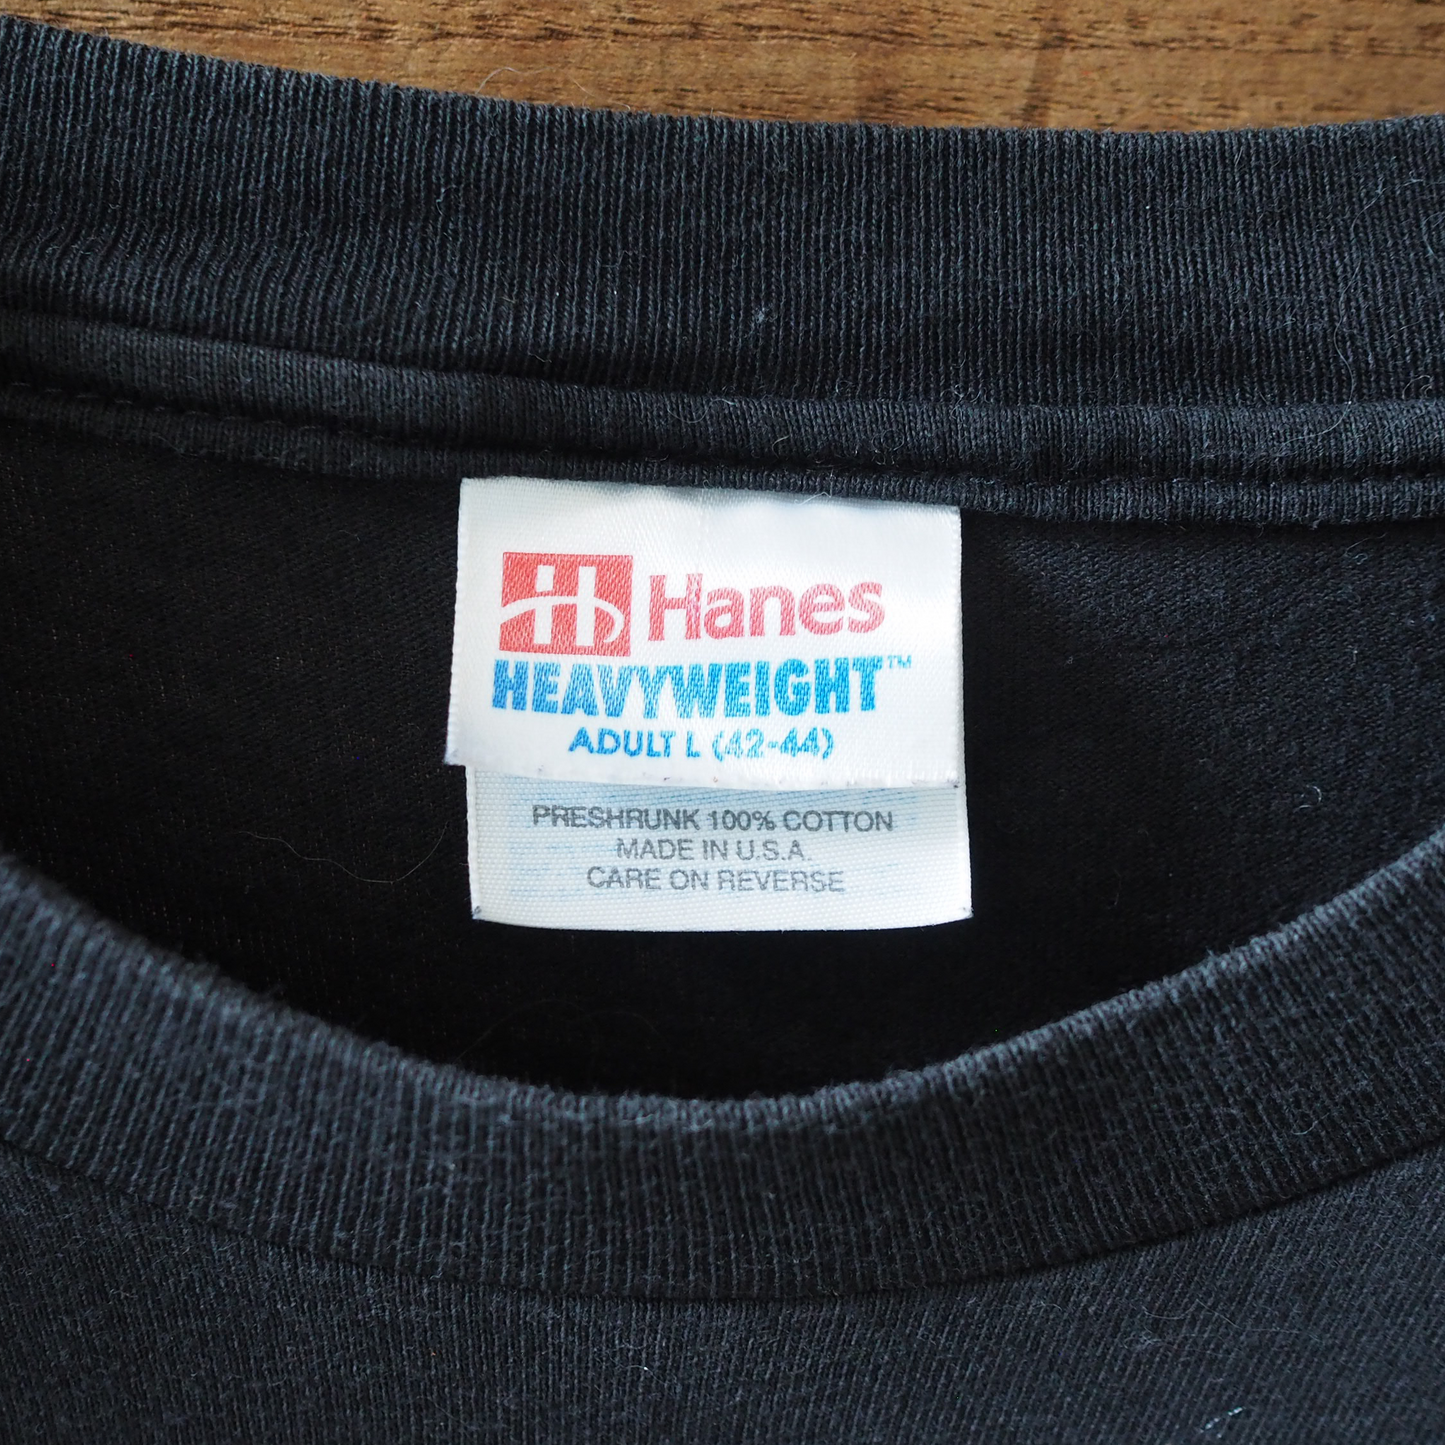 H Hanes
HEAVYWEIGHT™
ADULT L (42-44)
PRESHRUNK 100% COTTON
MADE IN U.S.A.
CARE ON REVERSE